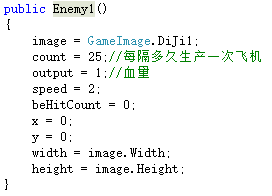 public Enemy1()
{
image = GameImage.DiJi1;
count = 25;//每隔多久生产一次飞机
output = 1;//血量
speed = 2;
beHitCount = 0;
x = 0;
y = 0;
width = image.Width;
height = image.Height;
}